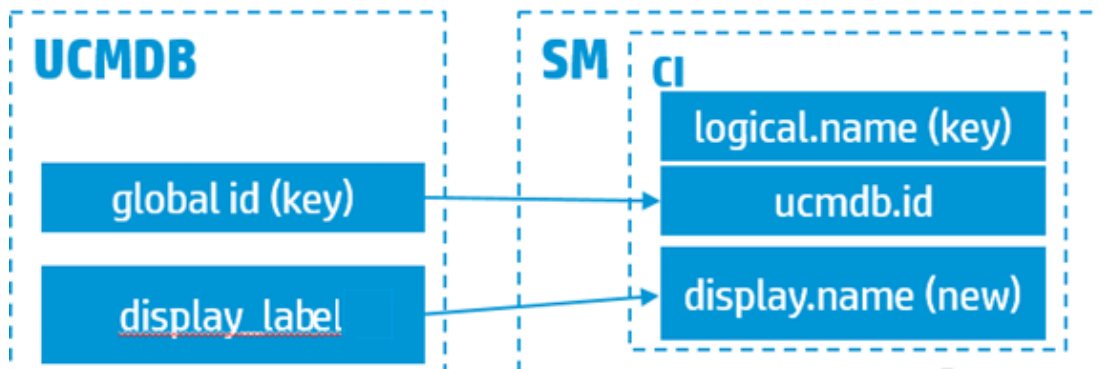 UCMDB
global id (key)
display_label
SM
CI
logical.name (key)
ucmdb.id
display.name (new)